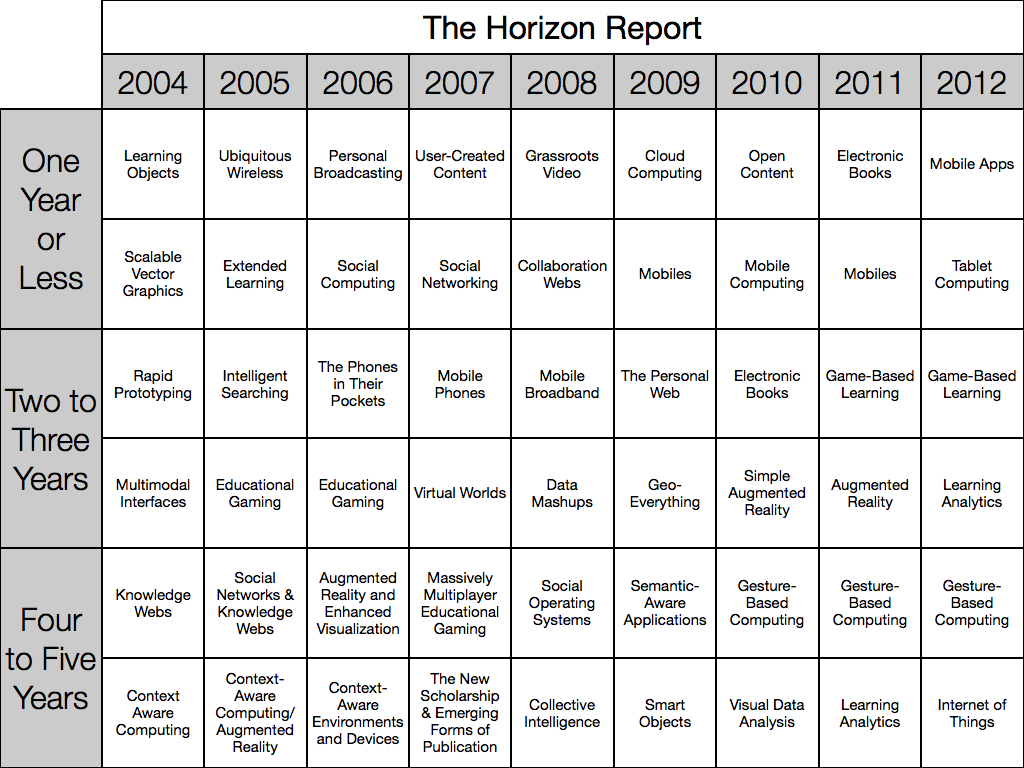 The Horizon Report
2004 2005 2006 2007 2008 2009 2010 2011 2012
One
Year
or
Less
Learning
Objects
Ubiquitous
Wireless
Personal
Broadcasting
User-Created
Content
Grassroots
Video
Cloud
Computing
Open
Content
Electronic
Books
Mobile Apps
Scalable
Vector
Graphics
Extended
Learning
Social
Computing
Social
Networking
Collaboration
Webs
Mobiles
Mobile
Computing
Mobiles
Tablet
Computing
Two to
Three
Years
Rapid
Prototyping
Intelligent
Searching
The Phones
in Their
Pockets
Mobile
Phones
Mobile
Broadband
The Personal
Web
Electronic
Books
Game-Based
Learning
Game-Based
Learning
Multimodal
Interfaces
Educational
Gaming
Educational
Gaming
Virtual Worlds
Data
Mashups
Geo-
Everything
Simple
Augmented
Reality
Augmented
Reality
Learning
Analytics
Four
to Five
Years
Knowledge
Webs
Social
Networks &
Knowledge
Webs
Augmented
Reality and
Enhanced
Visualization
Massively
Multiplayer
Educational
Gaming
Social
Operating
Systems
Semantic-
Aware
Applications
Gesture-
Based
Computing
Gesture-
Based
Computing
Gesture-
Based
Computing
Context
Aware
Computing
Context-
Aware
Computing/
Augmented
Reality
Context-
Aware
Environments
and Devices
The New
Scholarship
& Emerging
Forms of
Publication
Collective
Intelligence
Smart
Objects
Visual Data
Analysis
Learning
Analytics
Internet of
Things